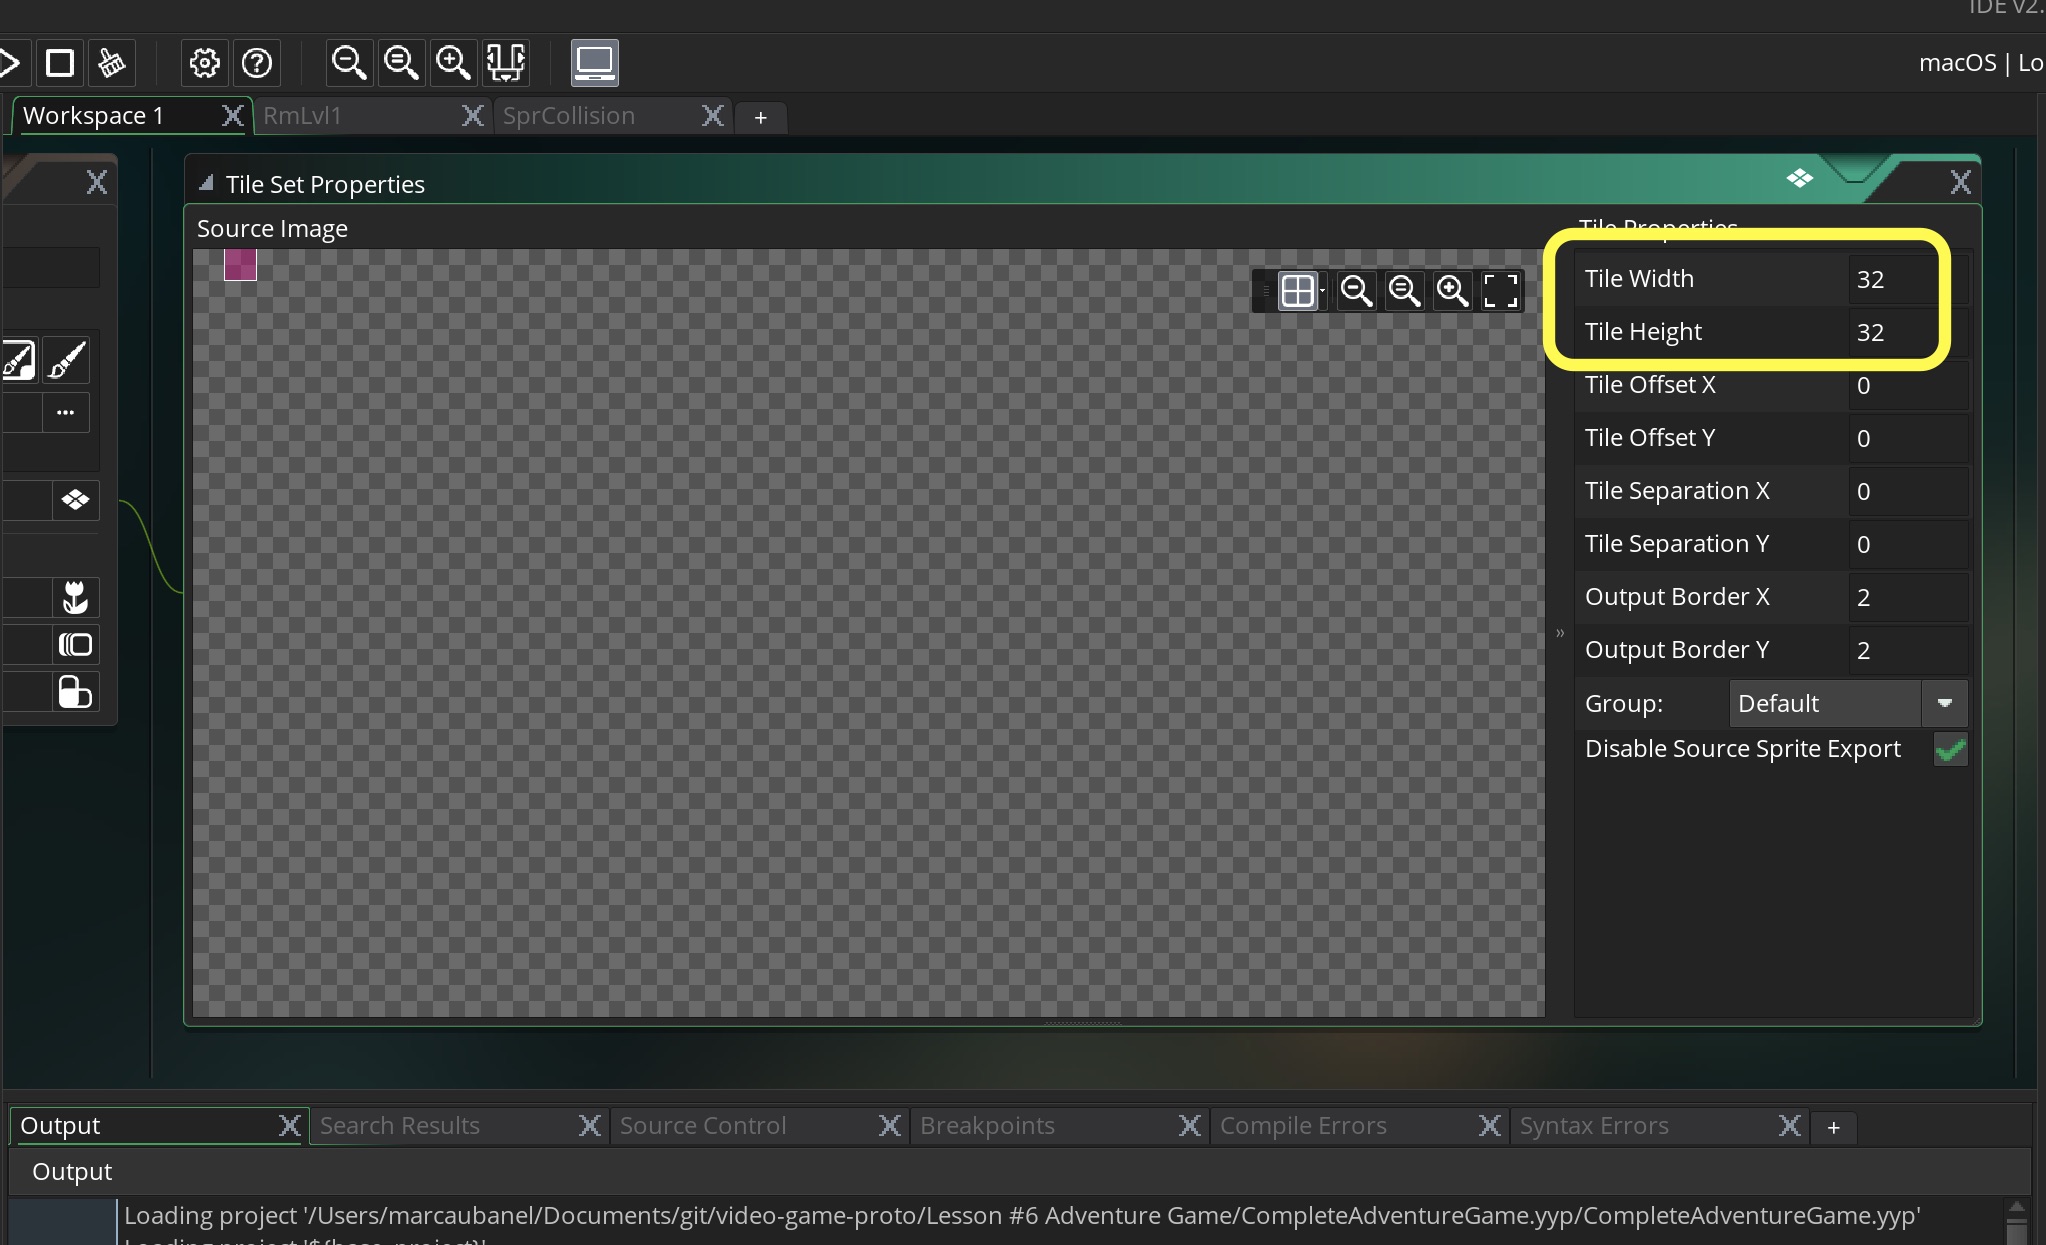 IDE v2.
macOS | Lo
Workspace 1
RmLvl1
SprCollision
+
Tile Set Properties
Source Image
Tile Properties
Tile Width 32
Tile Height 32
Tile Offset X 0
Tile Offset Y 0
Tile Separation X 0
Tile Separation Y 0
Output Border X 2
Output Border Y 2
Group: Default
Disable Source Sprite Export
Output
Search Results
Source Control
Breakpoints
Compile Errors
Syntax Errors
+
Output
Loading project '/Users/marcaubanel/Documents/git/video-game-proto/Lesson #6 Adventure Game/CompleteAdventureGame.yyp/CompleteAdventureGame.yyp'
Loading project '${base_project}'